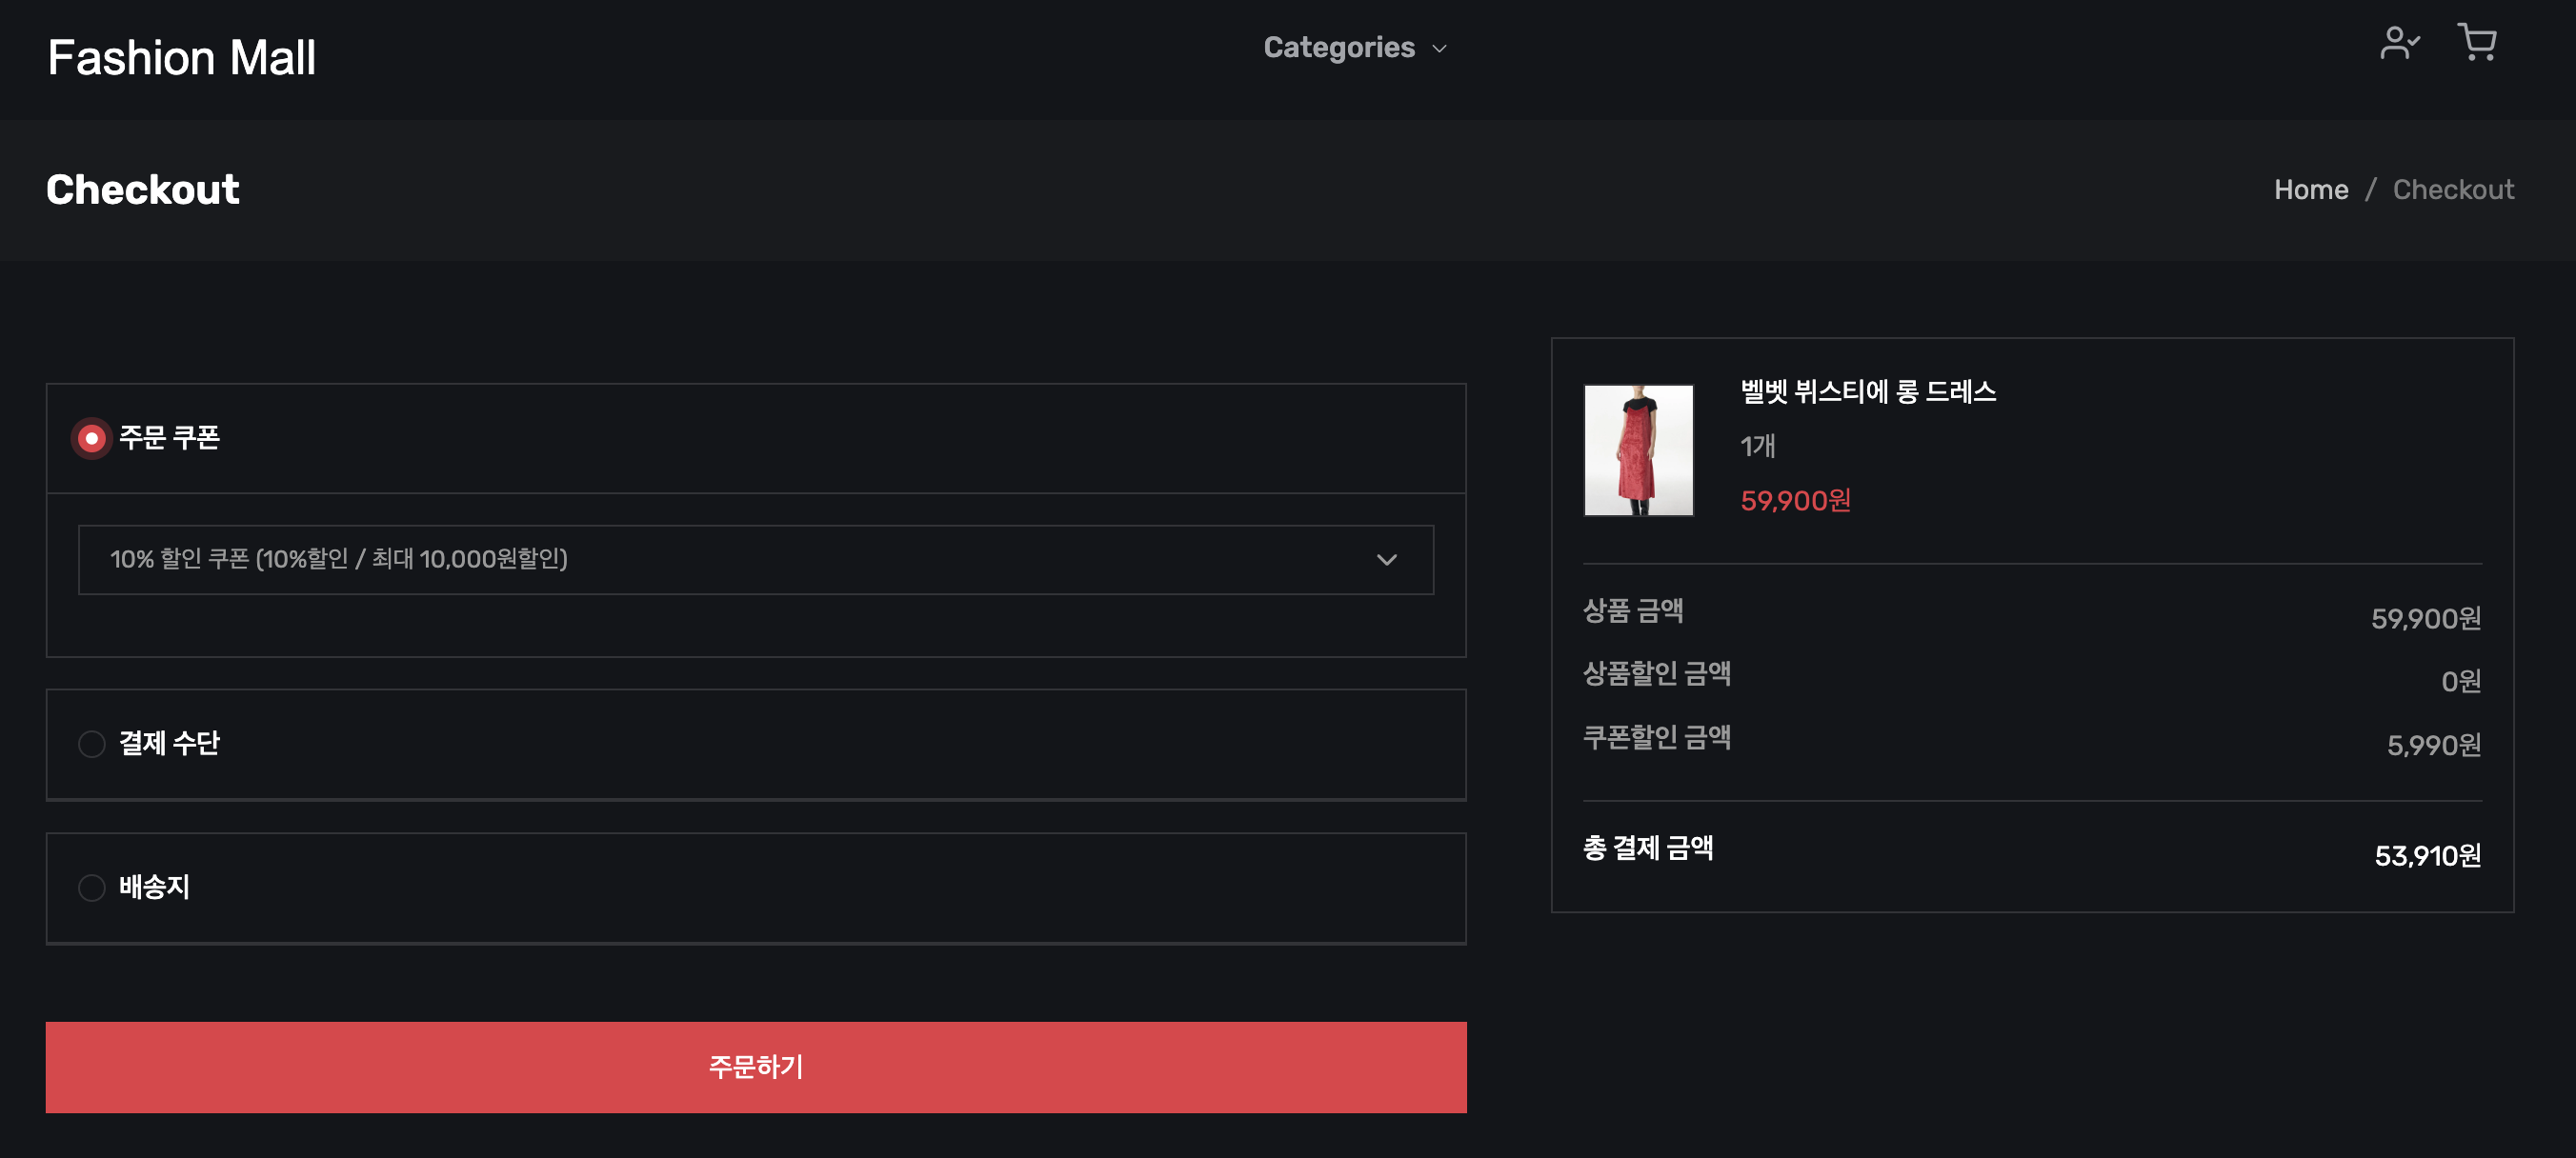 Fashion Mall
Categories
Checkout
Home / Checkout
주문 쿠폰
10% 할인 쿠폰 (10%할인 / 최대 10,000원할인)
결제 수단
배송지
주문하기
벨벳 뷔스티에 롱 드레스
1개
59,900원
상품 금액 59,900원
상품할인 금액 0원
쿠폰할인 금액 5,990원
총 결제 금액 53,910원